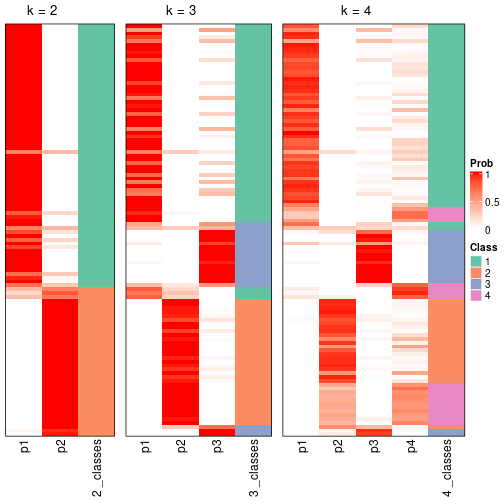 k = 2
k = 3
k = 4
Prob
1
0.5
0
Class
1
2
3
4
p1
p2
2_classes
p1
p2
p3
3_classes
p1
p2
p3
p4
4_classes